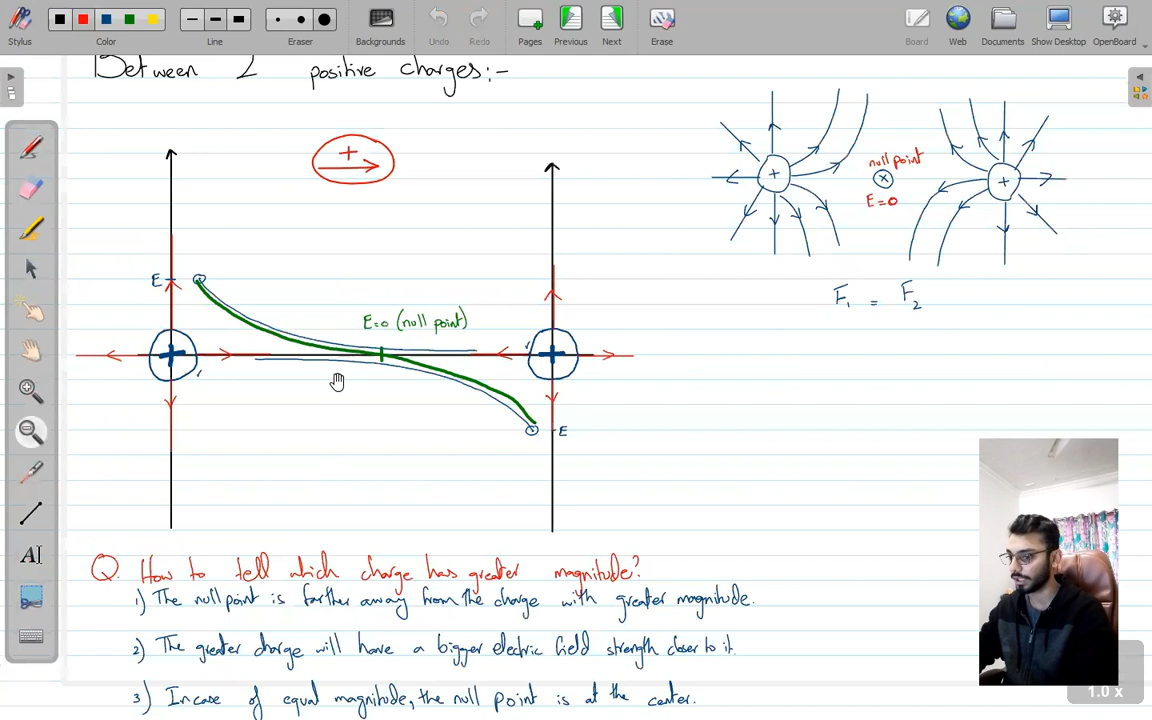 Stylus
Color
Line
Eraser
Backgrounds
Undo
Redo
Pages
Previous
Next
Erase
Board
Web
Documents
Show Desktop
OpenBoard
Between 2 positive charges:-
+
null point
+
x
+
E=0
E
E=0 (null point)
F1 = F2
+
+
E
Q. How to tell which charge has greater magnitude?
1) The null point is farther away from the charge with greater magnitude.
2) The greater charge will have a bigger electric field strength closer to it.
3) In case of equal magnitude, the null point is at the center.
1.0 x